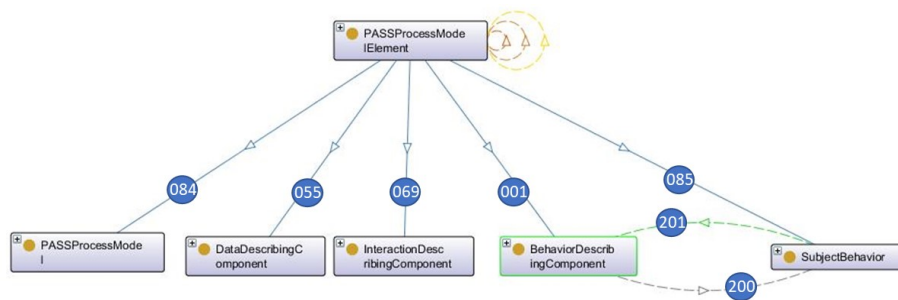 PASSProcessMode
lElement
084
055
069
001
085
201
200
PASSProcessMode
l
DataDescribingC
omponent
InteractionDesc
ribingComponent
BehaviorDescrib
ingComponent
SubjectBehavior